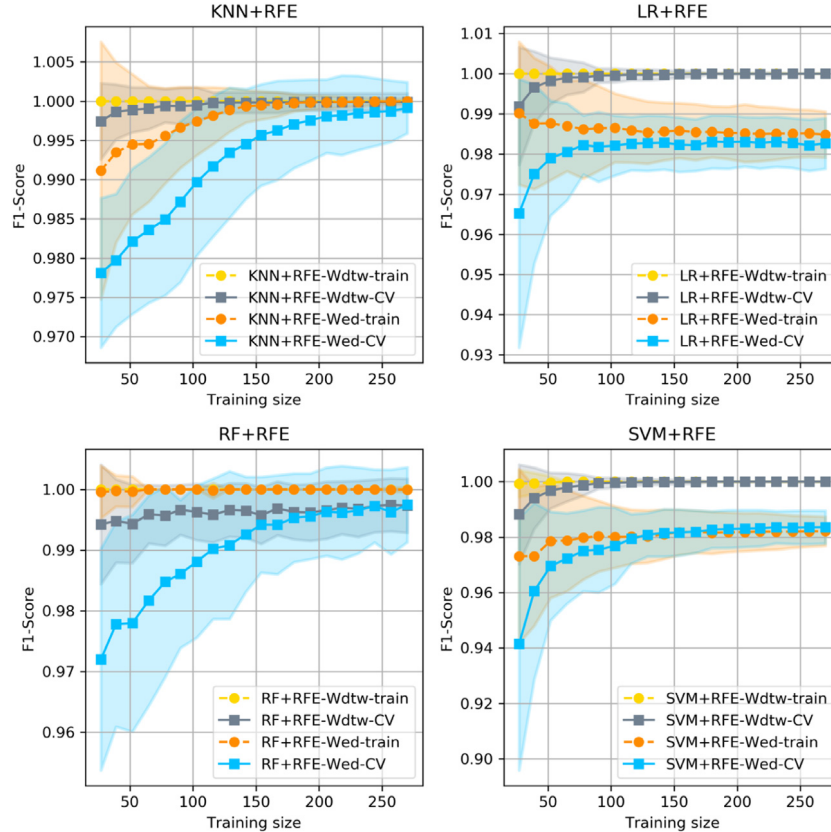 KNN+RFE
1.005
1.000
0.995
0.990
0.985
0.980
0.975
0.970
F1-Score
KNN+RFE-Wdtw-train
KNN+RFE-Wdtw-CV
KNN+RFE-Wed-train
KNN+RFE-Wed-CV
50 100 150 200 250
Training size
LR+RFE
1.01
1.00
0.99
0.98
0.97
0.96
0.95
0.94
0.93
F1-Score
LR+RFE-Wdtw-train
LR+RFE-Wdtw-CV
LR+RFE-Wed-train
LR+RFE-Wed-CV
50 100 150 200 250
Training size
RF+RFE
1.00
0.99
0.98
0.97
0.96
F1-Score
RF+RFE-Wdtw-train
RF+RFE-Wdtw-CV
RF+RFE-Wed-train
RF+RFE-Wed-CV
50 100 150 200 250
Training size
SVM+RFE
1.00
0.98
0.96
0.94
0.92
0.90
F1-Score
SVM+RFE-Wdtw-train
SVM+RFE-Wdtw-CV
SVM+RFE-Wed-train
SVM+RFE-Wed-CV
50 100 150 200 250
Training size